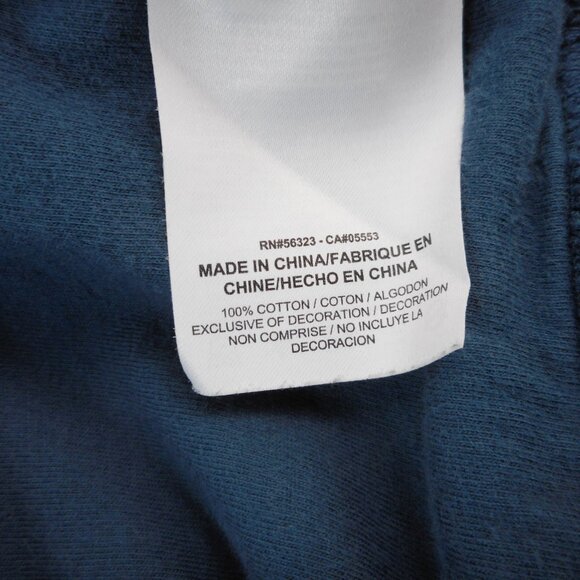 RN#56323 - CA#05553
MADE IN CHINA/FABRIQUE EN
CHINE/HECHO EN CHINA
100% COTTON / COTON / ALGODON
EXCLUSIVE OF DECORATION / DECORATION
NON COMPRISE / NO INCLUYE LA
DECORACION